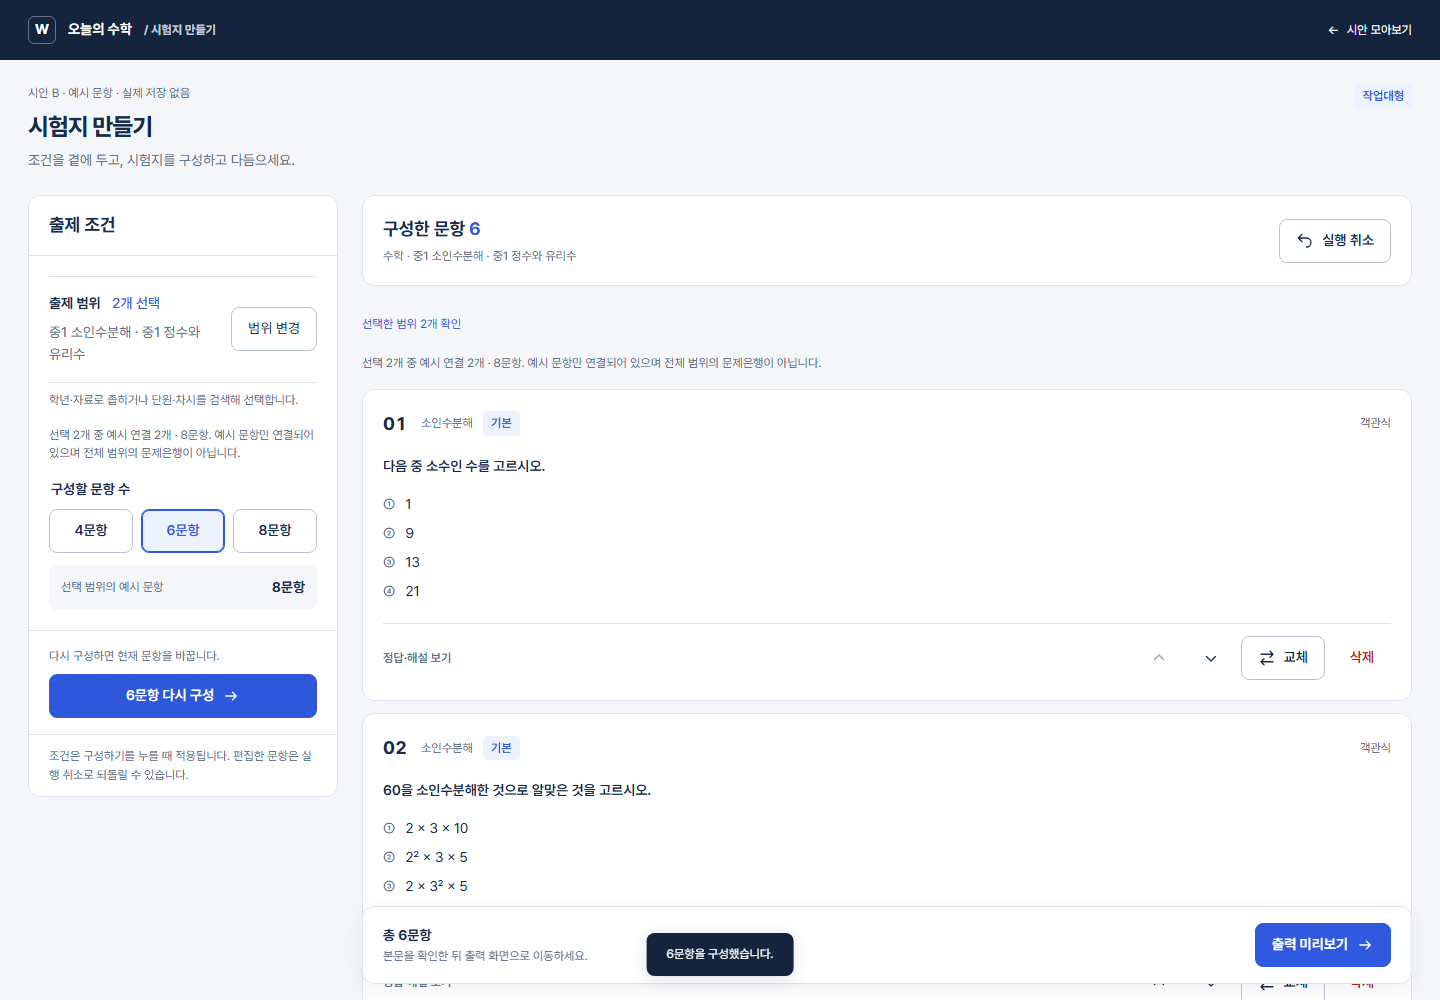 W 오늘의 수학 / 시험지 만들기
← 시안 모아보기
시안 B · 예시 문항 · 실제 저장 없음
작업대형
시험지 만들기
조건을 곁에 두고, 시험지를 구성하고 다듬으세요.
출제 조건
출제 범위 2개 선택
중1 소인수분해 · 중1 정수와
유리수
범위 변경
학년·자료로 좁히거나 단원·차시를 검색해 선택합니다.
선택 2개 중 예시 연결 2개 · 8문항. 예시 문항만 연결되어
있으며 전체 범위의 문제은행이 아닙니다.
구성할 문항 수
4문항 6문항 8문항
선택 범위의 예시 문항 8문항
다시 구성하면 현재 문항을 바꿉니다.
6문항 다시 구성 →
조건은 구성하기를 누를 때 적용됩니다. 편집한 문항은 실
행 취소로 되돌릴 수 있습니다.
구성한 문항 6
수학 · 중1 소인수분해 · 중1 정수와 유리수
실행 취소
선택한 범위 2개 확인
선택 2개 중 예시 연결 2개 · 8문항. 예시 문항만 연결되어 있으며 전체 범위의 문제은행이 아닙니다.
01 소인수분해 기본 객관식
다음 중 소수인 수를 고르시오.
① 1
② 9
③ 13
④ 21
정답·해설 보기 교체 삭제
02 소인수분해 기본 객관식
60을 소인수분해한 것으로 알맞은 것을 고르시오.
① 2 × 3 × 10
② 2² × 3 × 5
③ 2 × 3² × 5
총 6문항
본문을 확인한 뒤 출력 화면으로 이동하세요.
6문항을 구성했습니다.
출력 미리보기 →